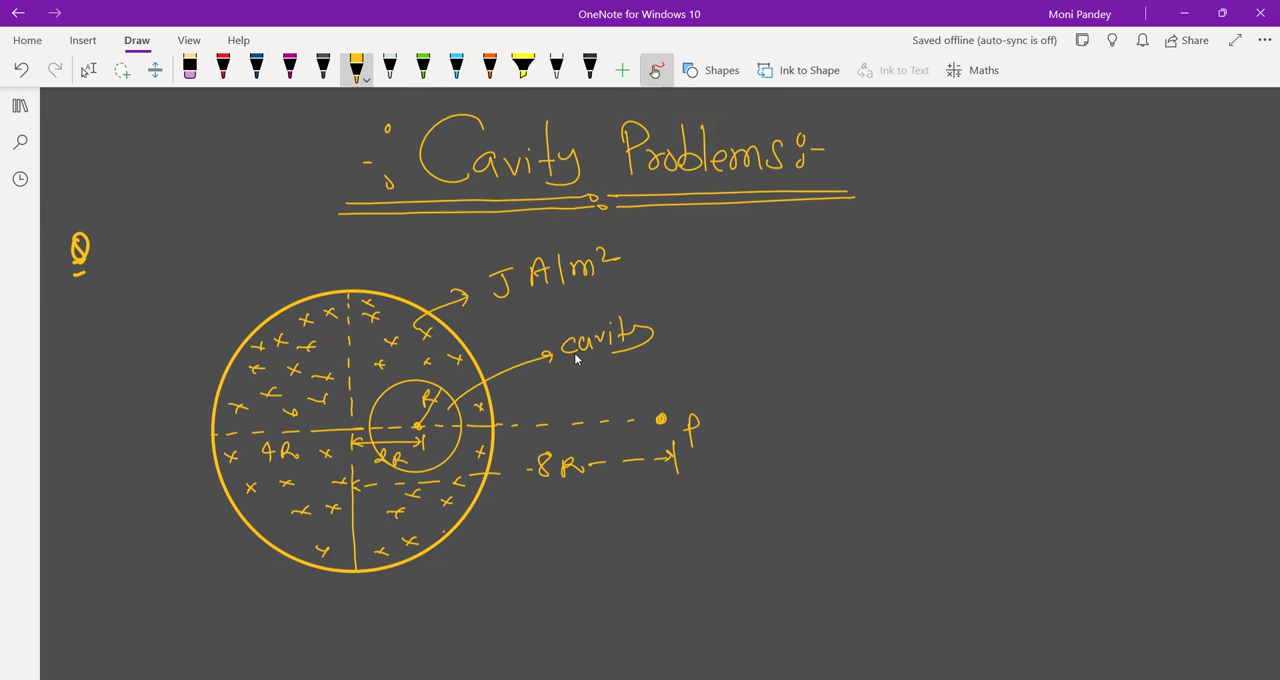 OneNote for Windows 10
Moni Pandey
Home Insert Draw View Help
Saved offline (auto-sync is off)
Share
Shapes
Ink to Shape
Ink to Text
Maths
-: Cavity Problems :-
Q
J A/m²
cavity
R
4R
2R
8R
P